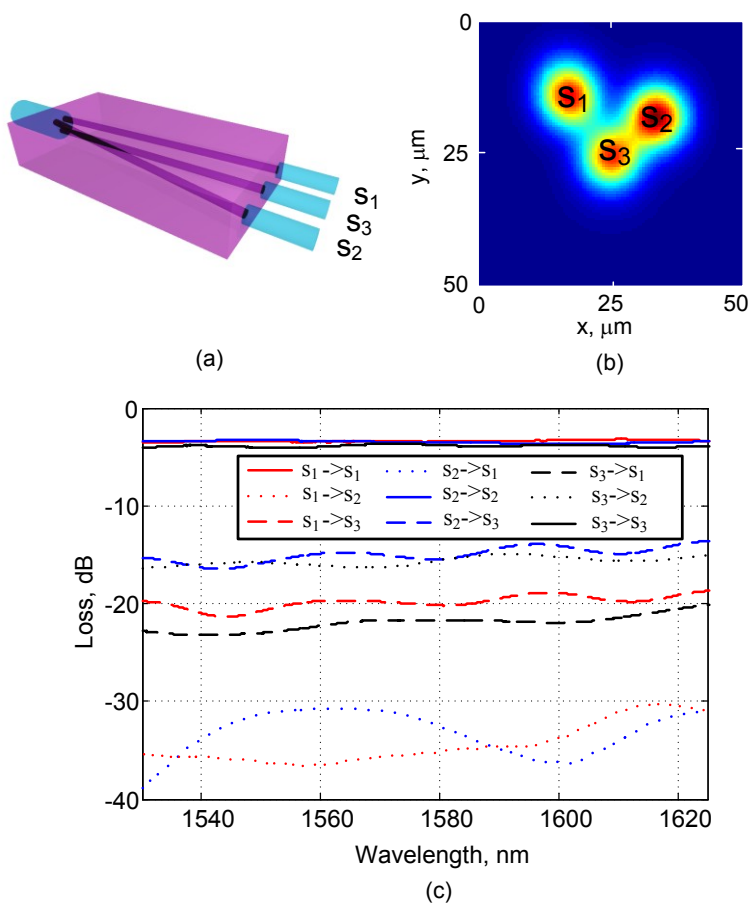 s₁
s₃
s₂
(a)
0
25
50
y, μm
s₁
s₂
s₃
0
25
50
x, μm
(b)
0
-10
-20
-30
-40
Loss, dB
s₁->s₁ s₂->s₁ s₃->s₁
s₁->s₂ s₂->s₂ s₃->s₂
s₁->s₃ s₂->s₃ s₃->s₃
1540 1560 1580 1600 1620
Wavelength, nm
(c)